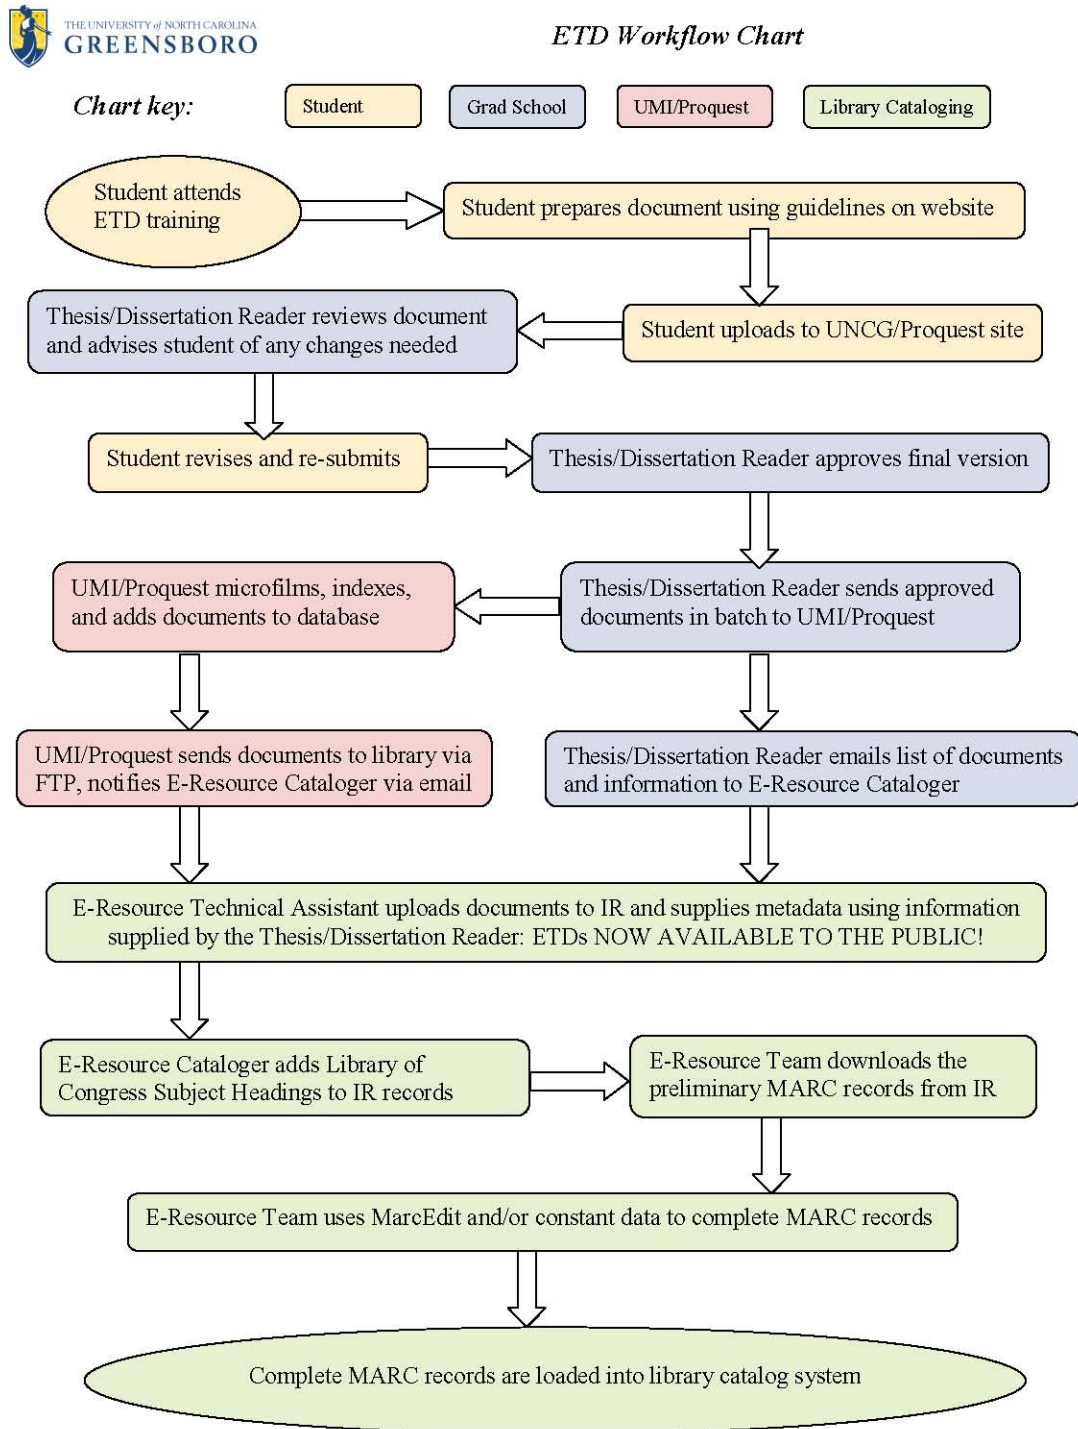 THE UNIVERSITY of NORTH CAROLINA
GREENSBORO
ETD Workflow Chart
Chart key:
Student
Grad School
UMI/Proquest
Library Cataloging
Student attends
ETD training
Student prepares document using guidelines on website
Thesis/Dissertation Reader reviews document
and advises student of any changes needed
Student uploads to UNCG/Proquest site
Student revises and re-submits
Thesis/Dissertation Reader approves final version
UMI/Proquest microfilms, indexes,
and adds documents to database
Thesis/Dissertation Reader sends approved
documents in batch to UMI/Proquest
UMI/Proquest sends documents to library via
FTP, notifies E-Resource Cataloger via email
Thesis/Dissertation Reader emails list of documents
and information to E-Resource Cataloger
E-Resource Technical Assistant uploads documents to IR and supplies metadata using information
supplied by the Thesis/Dissertation Reader: ETDs NOW AVAILABLE TO THE PUBLIC!
E-Resource Cataloger adds Library of
Congress Subject Headings to IR records
E-Resource Team downloads the
preliminary MARC records from IR
E-Resource Team uses MarcEdit and/or constant data to complete MARC records
Complete MARC records are loaded into library catalog system